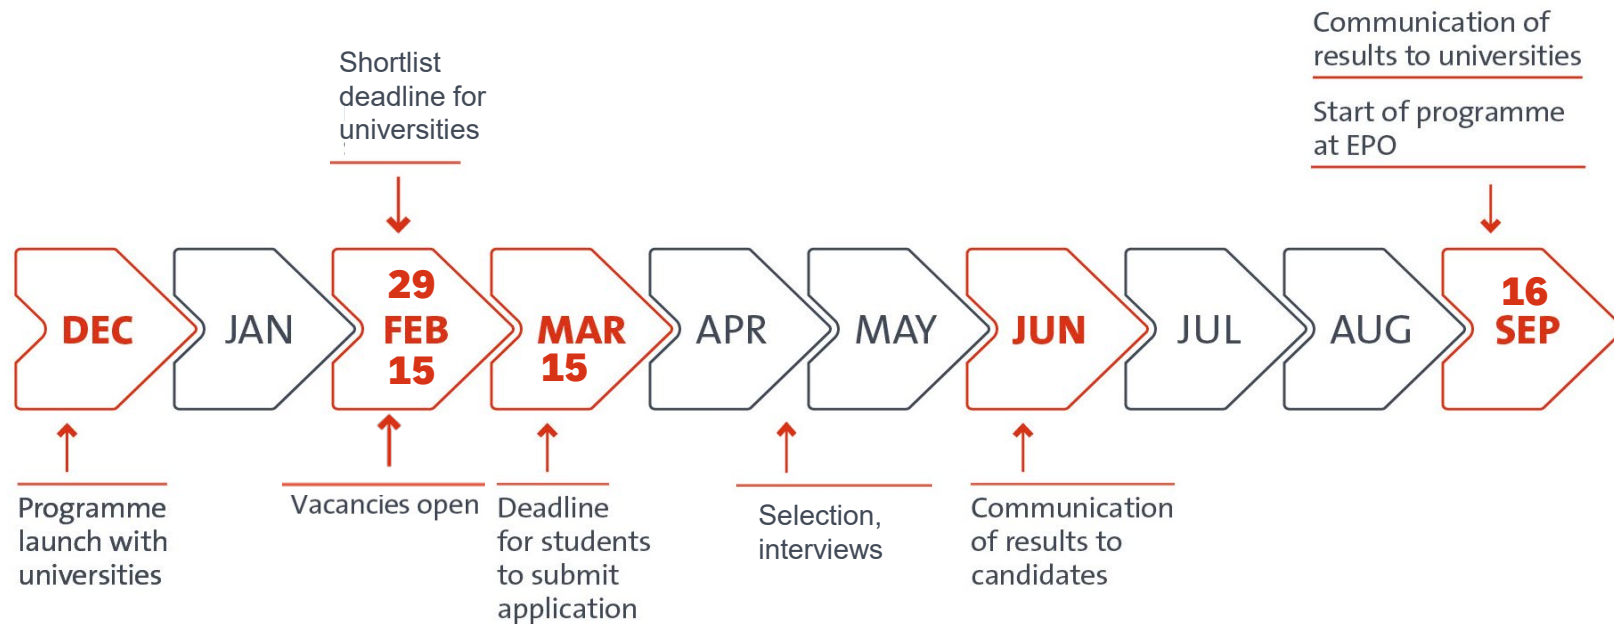 Communication of
results to universities
Start of programme
at EPO
Shortlist
deadline for
universities
DEC
JAN
29
FEB
15
MAR
15
APR
MAY
JUN
JUL
AUG
16
SEP
Programme
launch with
universities
Vacancies open
Deadline
for students
to submit
application
Selection,
interviews
Communication
of results to
candidates